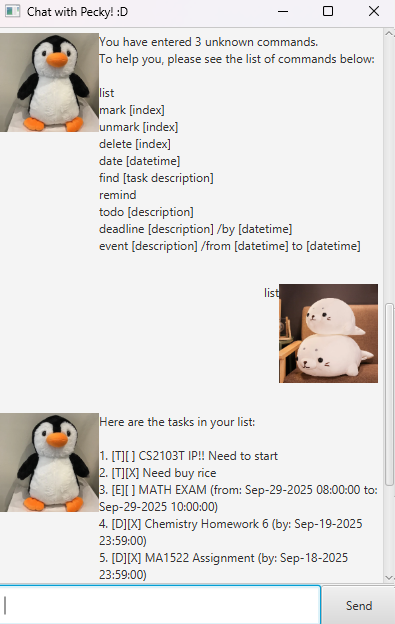 Chat with Pecky! :D
You have entered 3 unknown commands.
To help you, please see the list of commands below:
list
mark [index]
unmark [index]
delete [index]
date [datetime]
find [task description]
remind
todo [description]
deadline [description] /by [datetime]
event [description] /from [datetime] to [datetime]
list
Here are the tasks in your list:
1. [T][ ] CS2103T IP!! Need to start
2. [T][X] Need buy rice
3. [E][ ] MATH EXAM (from: Sep-29-2025 08:00:00 to:
Sep-29-2025 10:00:00)
4. [D][X] Chemistry Homework 6 (by: Sep-19-2025
23:59:00)
5. [D][X] MA1522 Assignment (by: Sep-18-2025
23:59:00)
Send